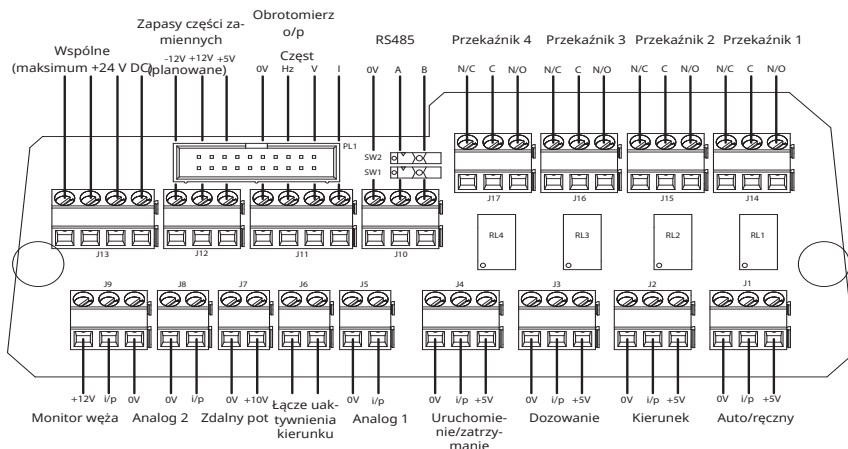 Wspólne
(maksimum +24 V DC)
Zapasy części za-
miennych
-12V +12V +5V
(planowane)
Obrotomierz
o/p
Częst
0V Hz V I
RS485
0V A B
Przekaźnik 4
N/C C N/O
Przekaźnik 3
N/C C N/O
Przekaźnik 2
N/C C N/O
Przekaźnik 1
N/C C N/O
PL1
SW2
SW1
J17
J16
J15
J14
J13
J12
J11
J10
RL4
RL3
RL2
RL1
J9
J8
J7
J6
J5
J4
J3
J2
J1
+12V i/p 0V
Monitor węża
0V i/p
Analog 2
0V +10V
Zdalny pot
Łącze uak-
tywnienia
kierunku
0V i/p
Analog 1
0V i/p +5V
Uruchomie-
nie/zatrzy-
manie
0V i/p +5V
Dozowanie
0V i/p +5V
Kierunek
0V i/p +5V
Auto/ręczny